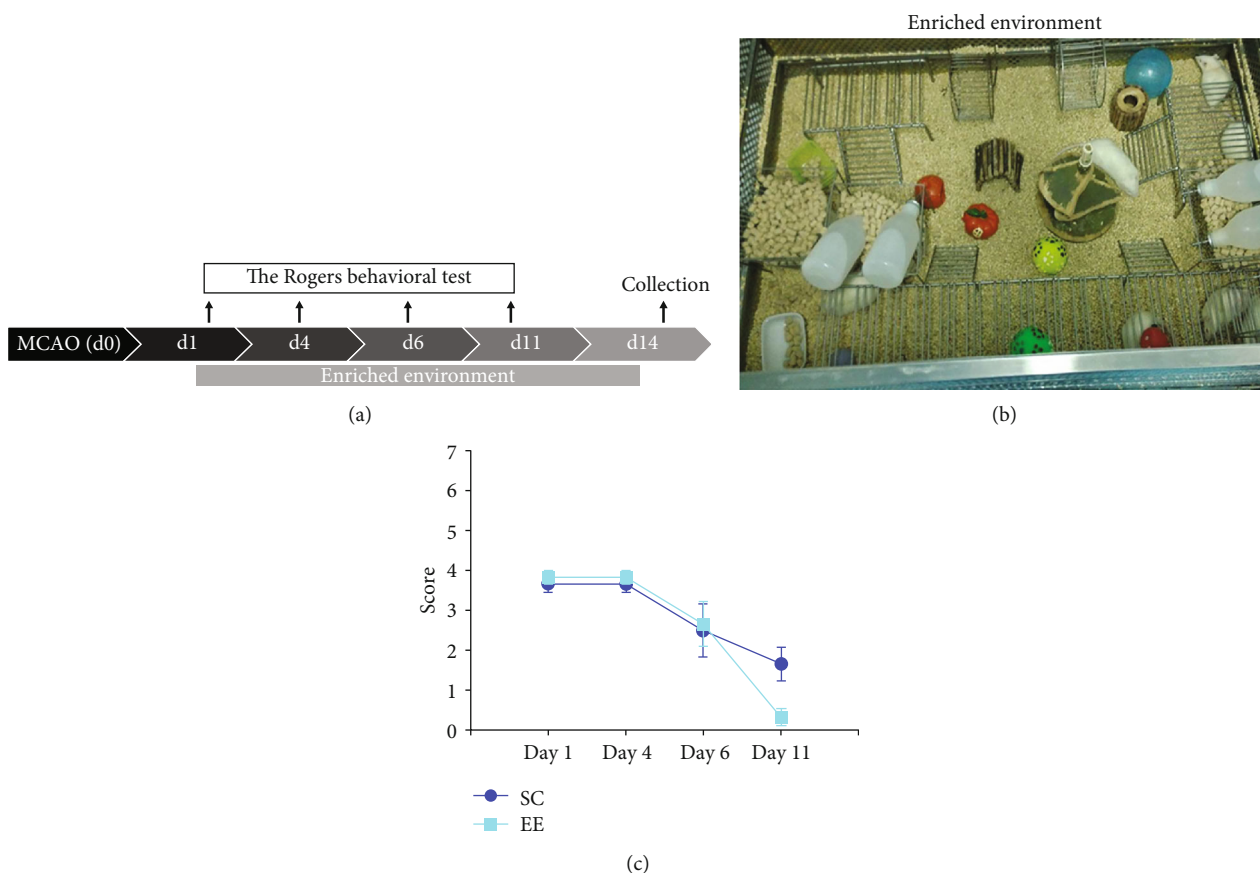 Enriched environment
The Rogers behavioral test
Collection
MCAO (d0) d1 d4 d6 d11 d14
Enriched environment
(a)
(b)
7
6
5
4
3
2
1
0
Score
Day 1 Day 4 Day 6 Day 11
SC
EE
(c)